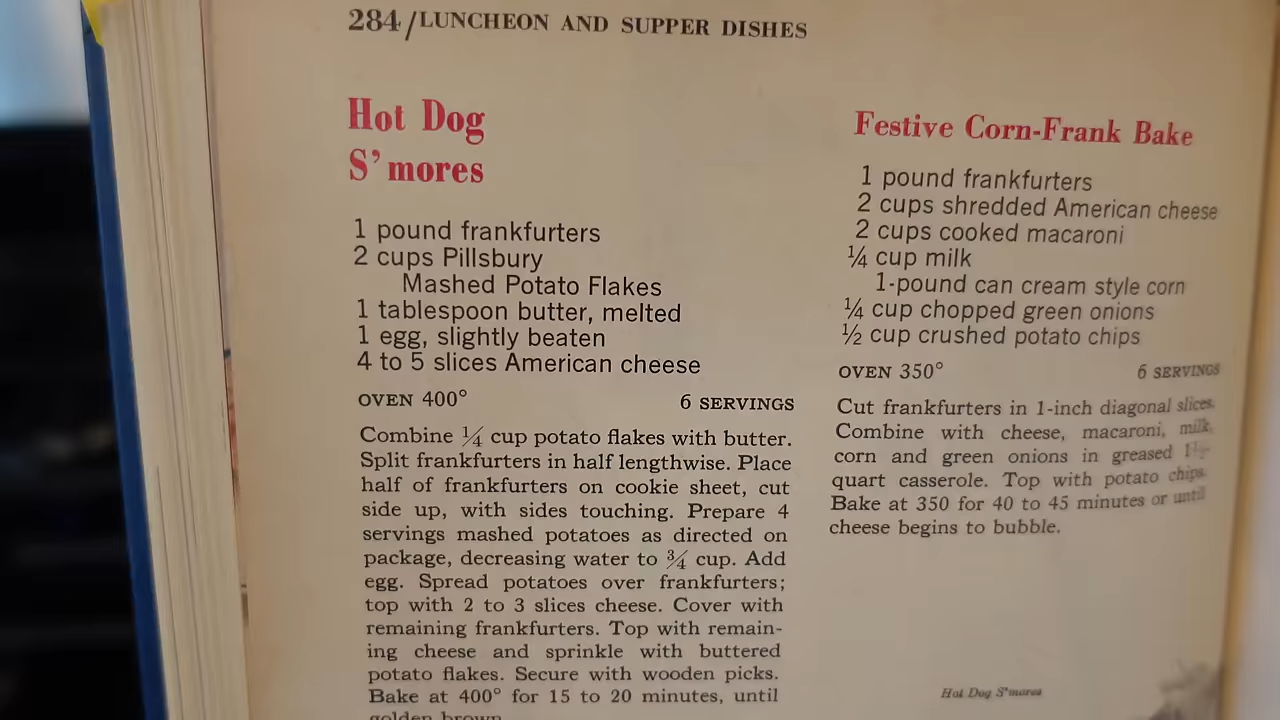 284/LUNCHEON AND SUPPER DISHES
Hot Dog
S'mores
1 pound frankfurters
2 cups Pillsbury
Mashed Potato Flakes
1 tablespoon butter, melted
1 egg, slightly beaten
4 to 5 slices American cheese
OVEN 400°
6 SERVINGS
Combine ¼ cup potato flakes with butter.
Split frankfurters in half lengthwise. Place
half of frankfurters on cookie sheet, cut
side up, with sides touching. Prepare 4
servings mashed potatoes as directed on
package, decreasing water to ¾ cup. Add
egg. Spread potatoes over frankfurters;
top with 2 to 3 slices cheese. Cover with
remaining frankfurters. Top with remain-
ing cheese and sprinkle with buttered
potato flakes. Secure with wooden picks.
Bake at 400° for 15 to 20 minutes, until
golden brown
Festive Corn-Frank Bake
1 pound frankfurters
2 cups shredded American cheese
2 cups cooked macaroni
¼ cup milk
1-pound can cream style corn
¼ cup chopped green onions
½ cup crushed potato chips
OVEN 350°
6 SERVINGS
Cut frankfurters in 1-inch diagonal slices.
Combine with cheese, macaroni, milk,
corn and green onions in greased
quart casserole. Top with potato chips.
Bake at 350 for 40 to 45 minutes or until
cheese begins to bubble.
Hot Dog S'mores